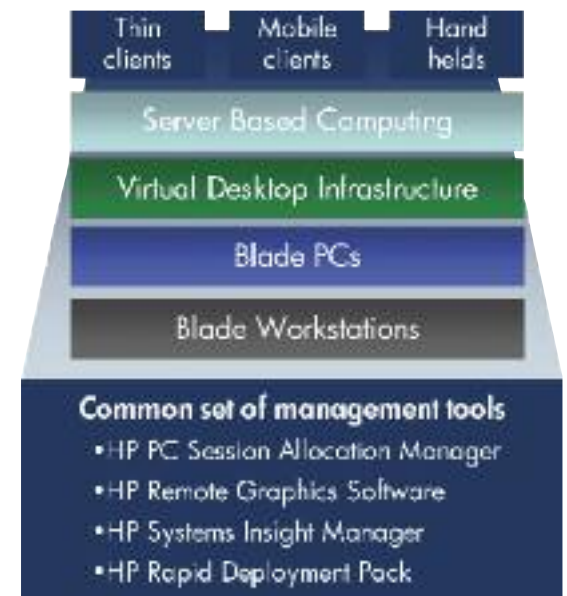 Thin clients
Mobile clients
Hand helds
Server Based Computing
Virtual Desktop Infrastructure
Blade PCs
Blade Workstations
Common set of management tools
•HP PC Session Allocation Manager
•HP Remote Graphics Software
•HP Systems Insight Manager
•HP Rapid Deployment Pack